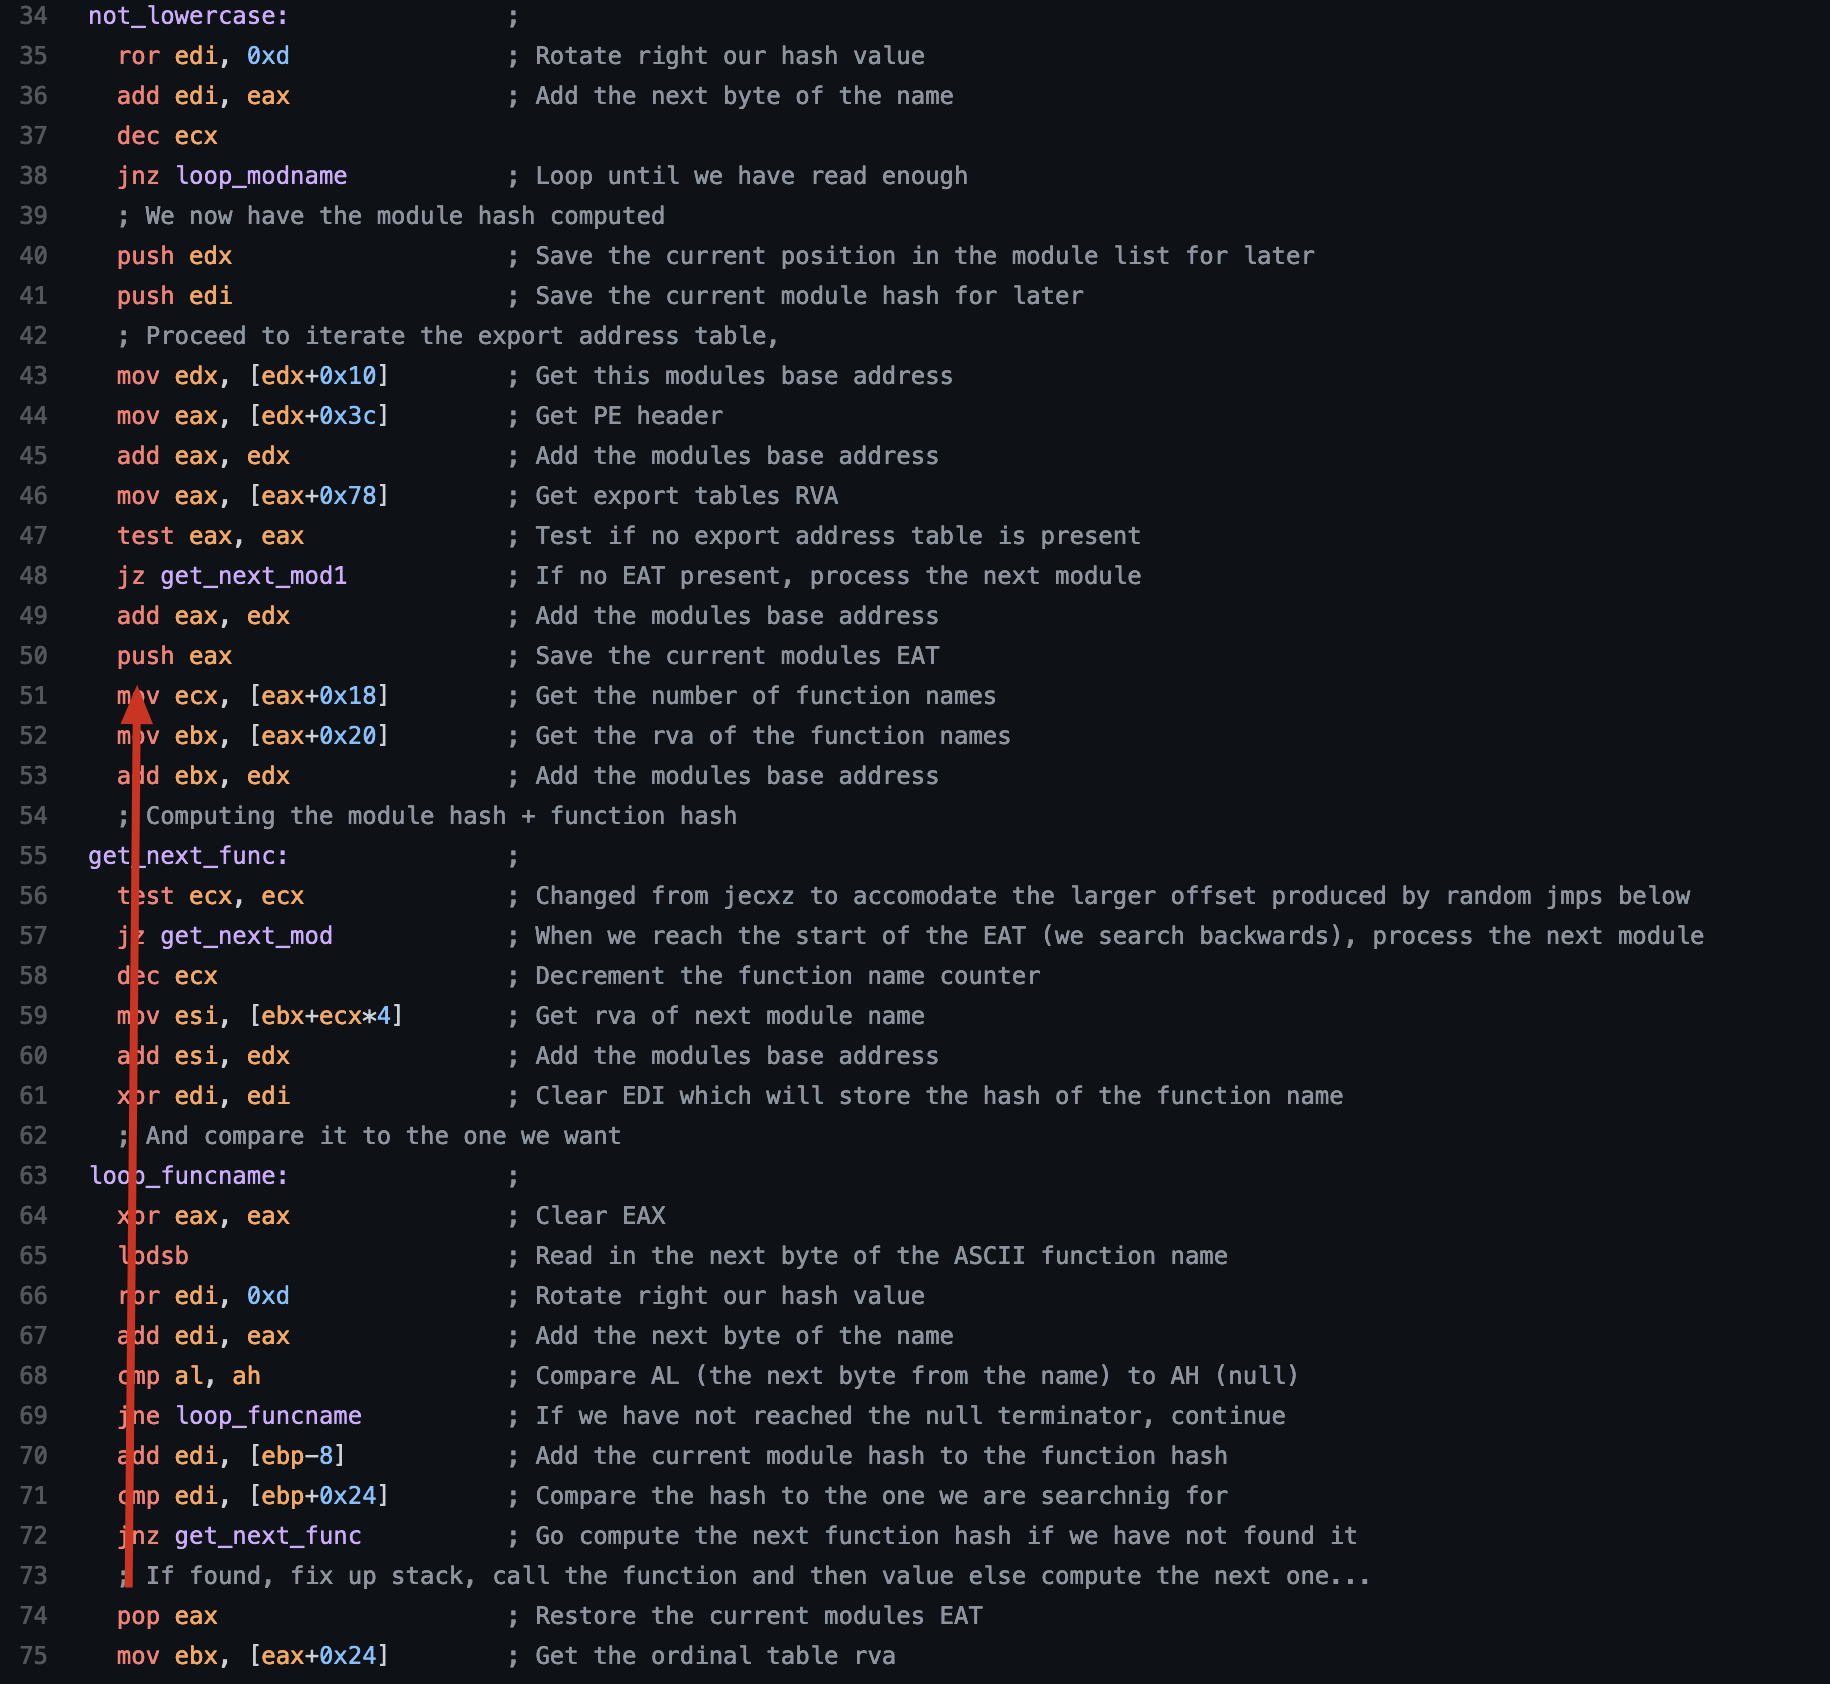 34 not_lowercase: ;
35 ror edi, 0xd ; Rotate right our hash value
36 add edi, eax ; Add the next byte of the name
37 dec ecx
38 jnz loop_modname ; Loop until we have read enough
39 ; We now have the module hash computed
40 push edx ; Save the current position in the module list for later
41 push edi ; Save the current module hash for later
42 ; Proceed to iterate the export address table,
43 mov edx, [edx+0x10] ; Get this modules base address
44 mov eax, [edx+0x3c] ; Get PE header
45 add eax, edx ; Add the modules base address
46 mov eax, [eax+0x78] ; Get export tables RVA
47 test eax, eax ; Test if no export address table is present
48 jz get_next_mod1 ; If no EAT present, process the next module
49 add eax, edx ; Add the modules base address
50 push eax ; Save the current modules EAT
51 mov ecx, [eax+0x18] ; Get the number of function names
52 mov ebx, [eax+0x20] ; Get the rva of the function names
53 add ebx, edx ; Add the modules base address
54 ; Computing the module hash + function hash
55 get_next_func: ;
56 test ecx, ecx ; Changed from jecxz to accomodate the larger offset produced by random jmps below
57 jz get_next_mod ; When we reach the start of the EAT (we search backwards), process the next module
58 dec ecx ; Decrement the function name counter
59 mov esi, [ebx+ecx*4] ; Get rva of next module name
60 add esi, edx ; Add the modules base address
61 xor edi, edi ; Clear EDI which will store the hash of the function name
62 ; And compare it to the one we want
63 loop_funcname: ;
64 xor eax, eax ; Clear EAX
65 lodsb ; Read in the next byte of the ASCII function name
66 ror edi, 0xd ; Rotate right our hash value
67 add edi, eax ; Add the next byte of the name
68 cmp al, ah ; Compare AL (the next byte from the name) to AH (null)
69 jne loop_funcname ; If we have not reached the null terminator, continue
70 add edi, [ebp-8] ; Add the current module hash to the function hash
71 cmp edi, [ebp+0x24] ; Compare the hash to the one we are searchnig for
72 jnz get_next_func ; Go compute the next function hash if we have not found it
73 ; If found, fix up stack, call the function and then value else compute the next one...
74 pop eax ; Restore the current modules EAT
75 mov ebx, [eax+0x24] ; Get the ordinal table rva